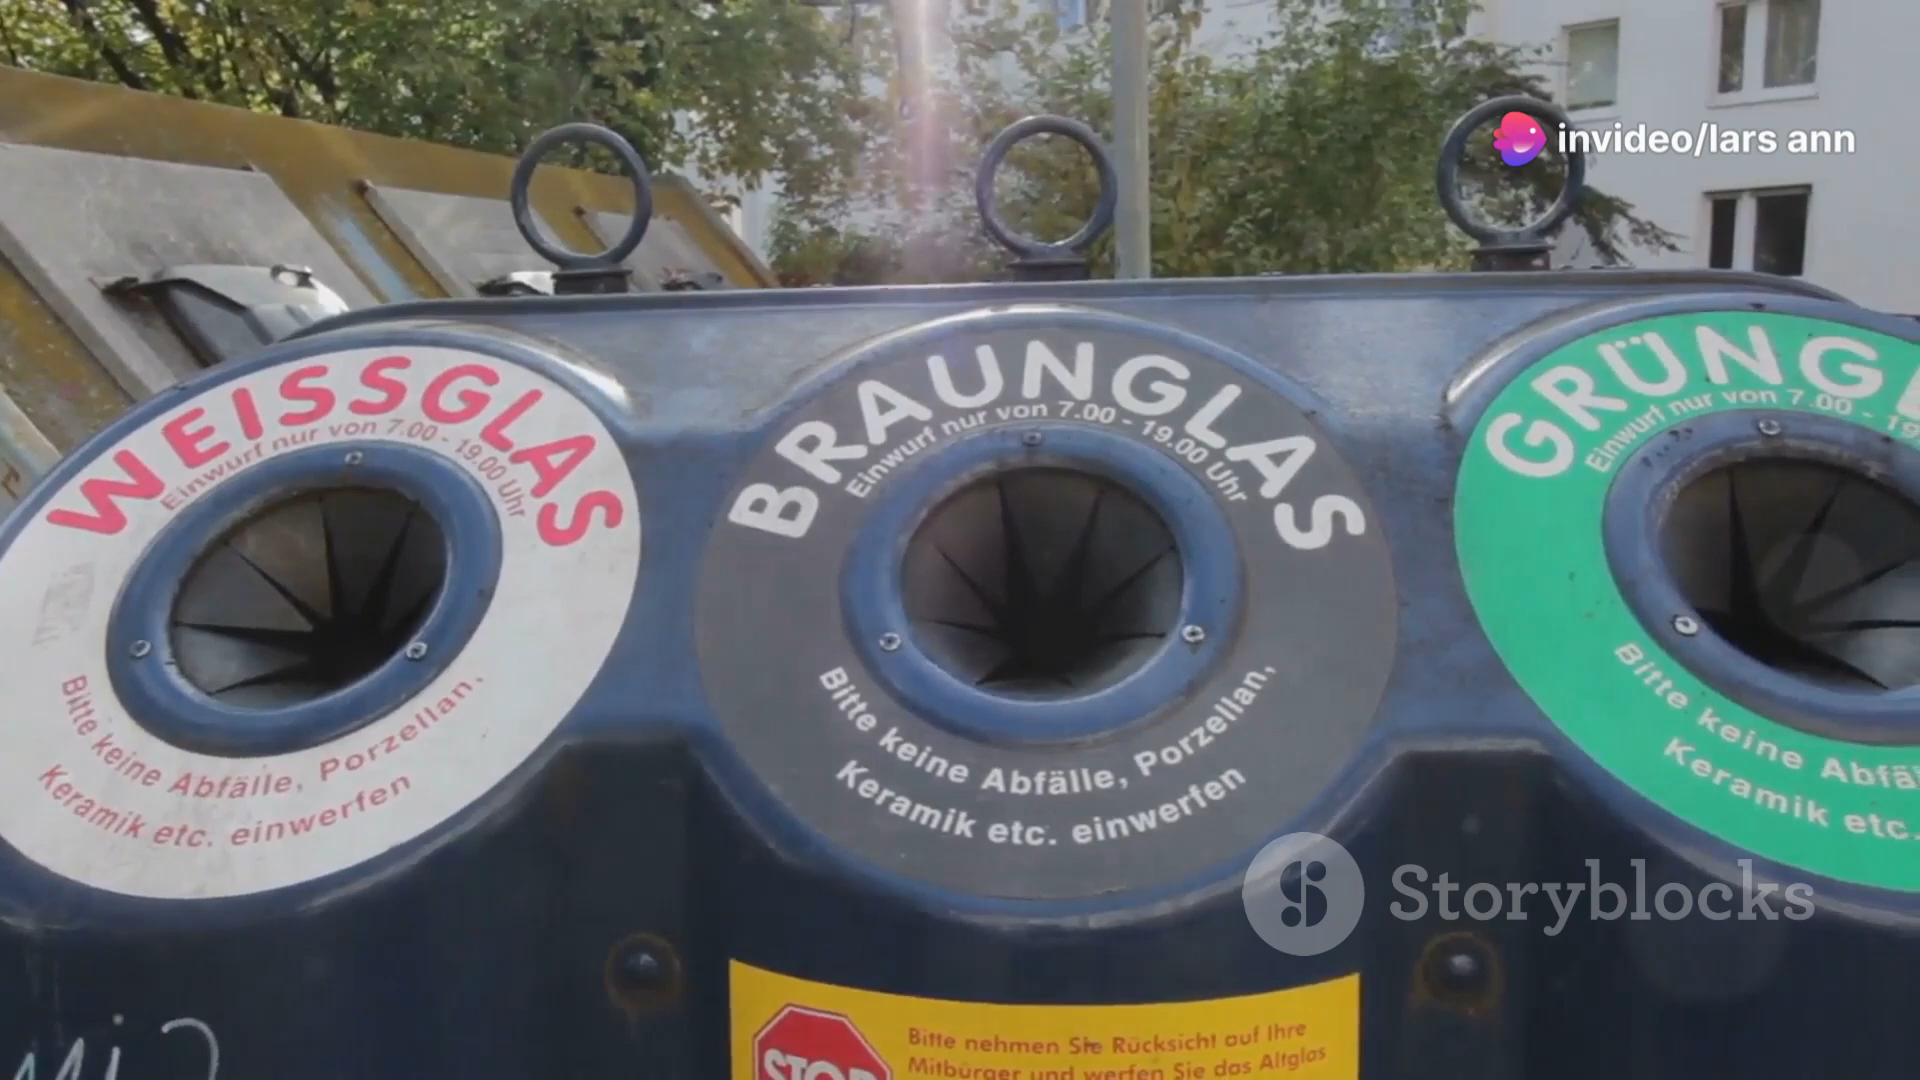 invideo/lars ann
WEISSGLAS
Einwurf nur von 7.00 - 19.00 Uhr
Bitte keine Abfälle, Porzellan,
Keramik etc. einwerfen
BRAUNGLAS
Einwurf nur von 7.00 - 19.00 Uhr
Bitte keine Abfälle, Porzellan,
Keramik etc. einwerfen
GRÜNG
Einwurf nur von 7.00 - 19
Bitte keine Abfä
Keramik etc.
Storyblocks
STOP
Bitte nehmen Sie Rücksicht auf Ihre
Mitbürger und werfen Sie das Altglas